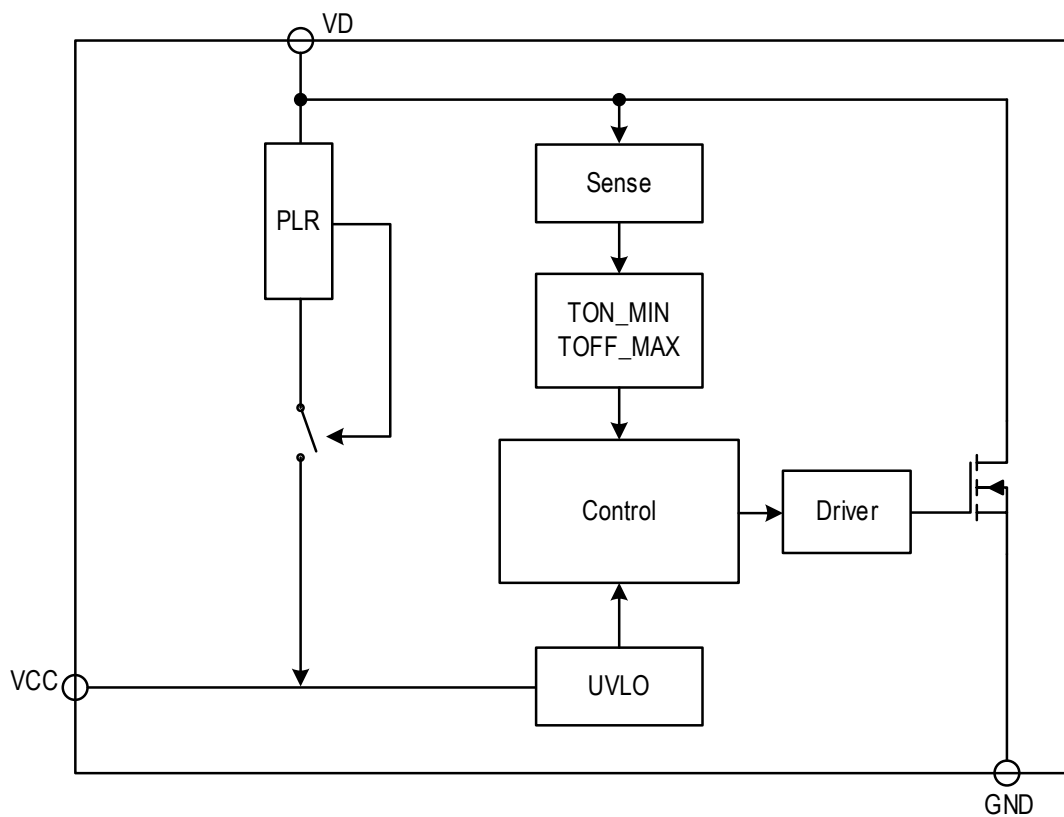 VD
PLR
Sense
TON_MIN
TOFF_MAX
Control
Driver
VCC
UVLO
GND